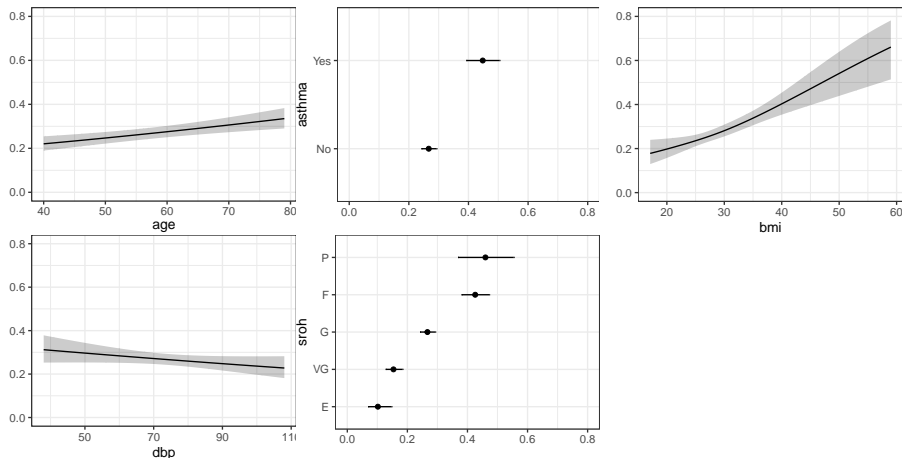 0.8
0.6
0.4
0.2
0.0
40 50 60 70 80
age
asthma
Yes
No
0.0 0.2 0.4 0.6 0.8
0.8
0.6
0.4
0.2
0.0
20 30 40 50 60
bmi
0.8
0.6
0.4
0.2
0.0
50 70 90 110
dbp
sroh
P
F
G
VG
E
0.0 0.2 0.4 0.6 0.8